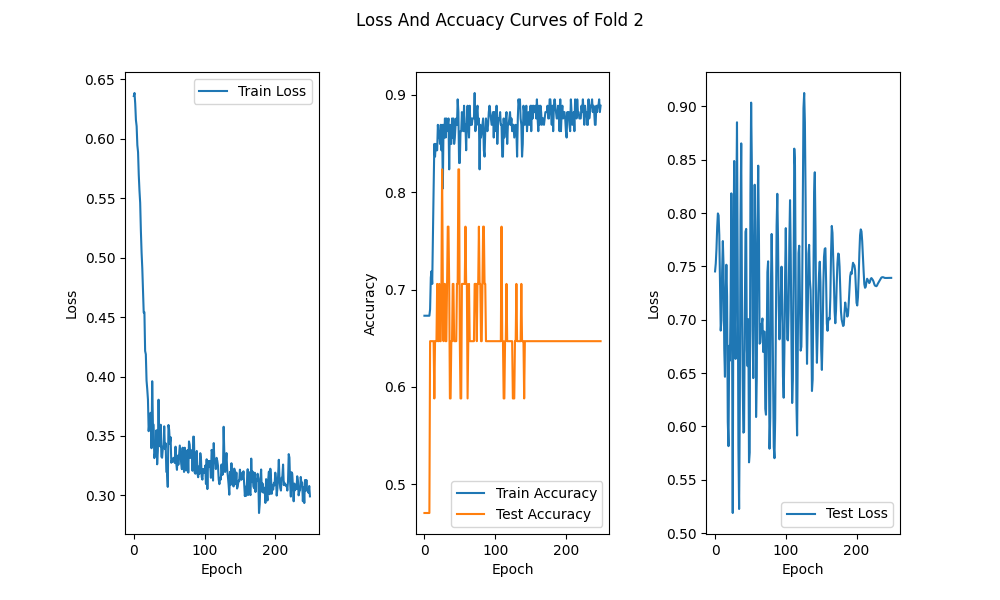 Loss And Accuacy Curves of Fold 2
0.65
0.60
0.55
0.50
0.45
0.40
0.35
0.30
Loss
0 100 200
Epoch
Train Loss
0.9
0.8
0.7
0.6
0.5
Accuracy
0 100 200
Epoch
Train Accuracy
Test Accuracy
0.90
0.85
0.80
0.75
0.70
0.65
0.60
0.55
0.50
Loss
0 100 200
Epoch
Test Loss